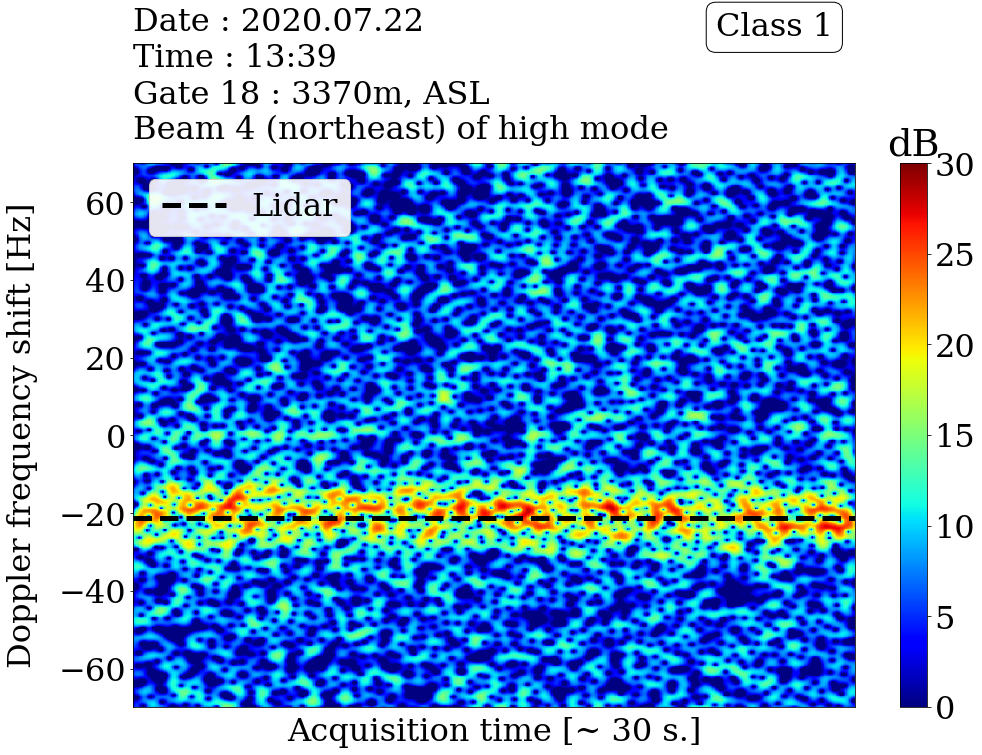 Date : 2020.07.22
Time : 13:39
Gate 18 : 3370m, ASL
Beam 4 (northeast) of high mode
Class 1
dB
30
25
20
15
10
5
0
Lidar
Doppler frequency shift [Hz]
60
40
20
0
−20
−40
−60
Acquisition time [~ 30 s.]